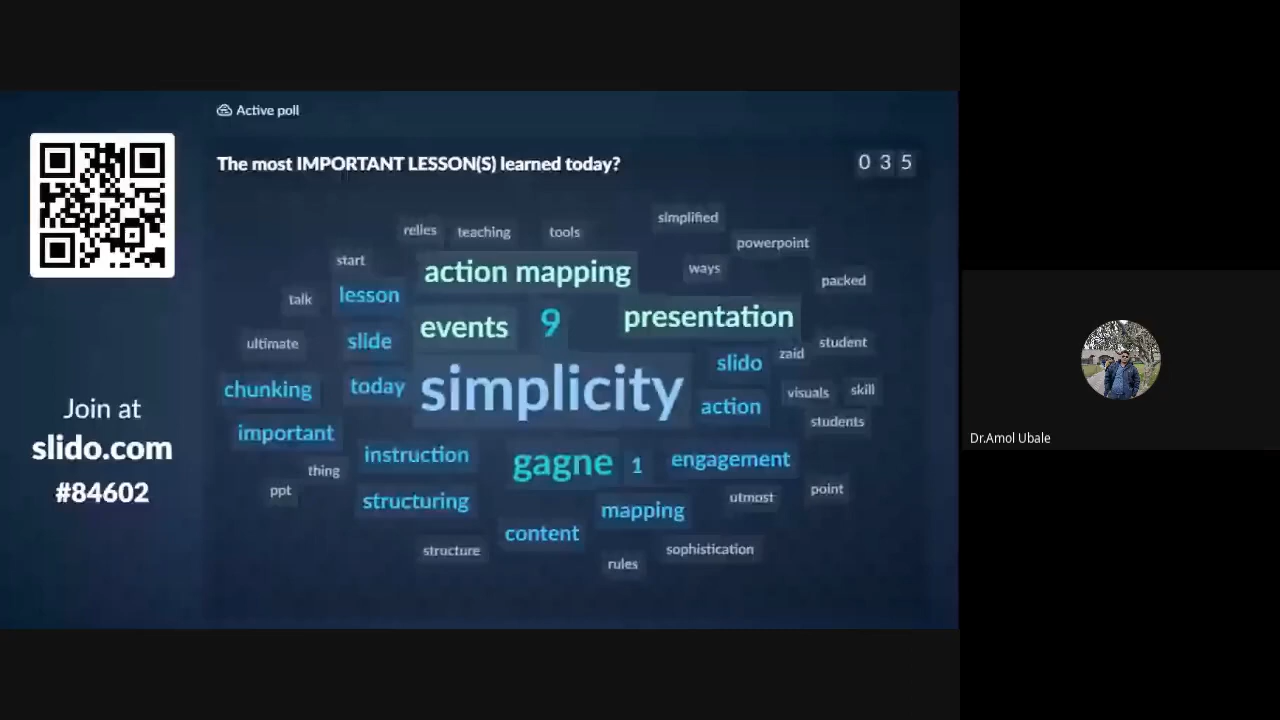 Active poll
The most IMPORTANT LESSON(S) learned today?
0 3 5
simplified
relies teaching tools
powerpoint
start
action mapping
ways
packed
talk
lesson
events
9
presentation
ultimate
slide
student
slido
zaid
chunking
today
simplicity
action
visuals
skill
students
important
instruction
gagne
1
engagement
thing
ppt
structuring
mapping
utmost
point
content
structure
rules
sophistication
Join at
slido.com
#84602
Dr.Amol Ubale